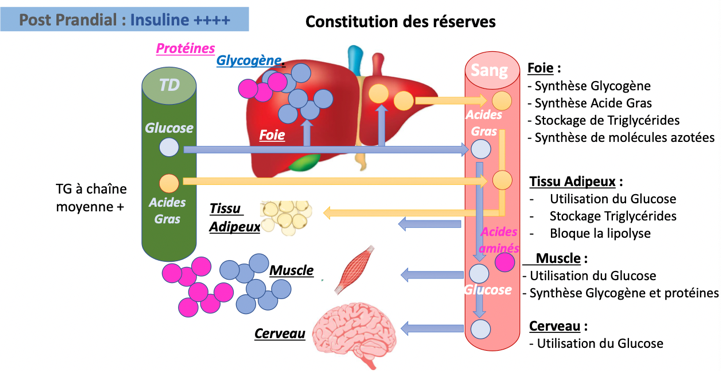 Post Prandial : Insuline ++++
Constitution des réserves
Protéines
Glycogène.
TD
Glucose
Foie
TG à chaîne
moyenne +
Acides
Gras
Tissu
Adipeux
Muscle
Cerveau
Sang
Acides
Gras
Acides
aminés
Glucose
Foie :
- Synthèse Glycogène
- Synthèse Acide Gras
- Stockage de Triglycérides
- Synthèse de molécules azotées
Tissu Adipeux :
- Utilisation du Glucose
- Stockage Triglycérides
- Bloque la lipolyse
Muscle :
- Utilisation du Glucose
- Synthèse Glycogène et protéines
Cerveau :
- Utilisation du Glucose